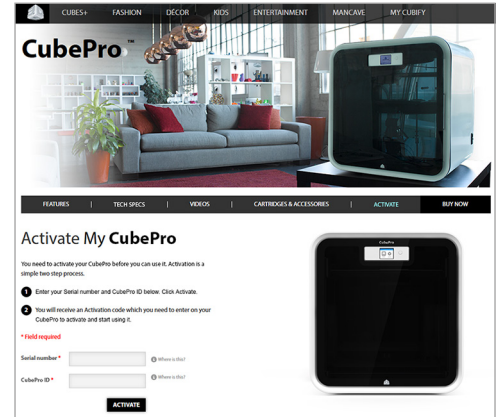 CUBES+ FASHION DÉCOR KIDS ENTERTAINMENT MANCAVE MY CUBIFY
CubePro™
FEATURES | TECH SPECS | VIDEOS | CARTRIDGES & ACCESSORIES | ACTIVATE BUY NOW
Activate My CubePro
You need to activate your CubePro before you can use it. Activation is a
simple two step process.
1 Enter your Serial number and CubePro ID below. Click Activate.
2 You will receive an Activation code which you need to enter on your
CubePro to activate and start using it.
* Field required
Serial number * Where is this?
CubePro ID * Where is this?
ACTIVATE
CubePro